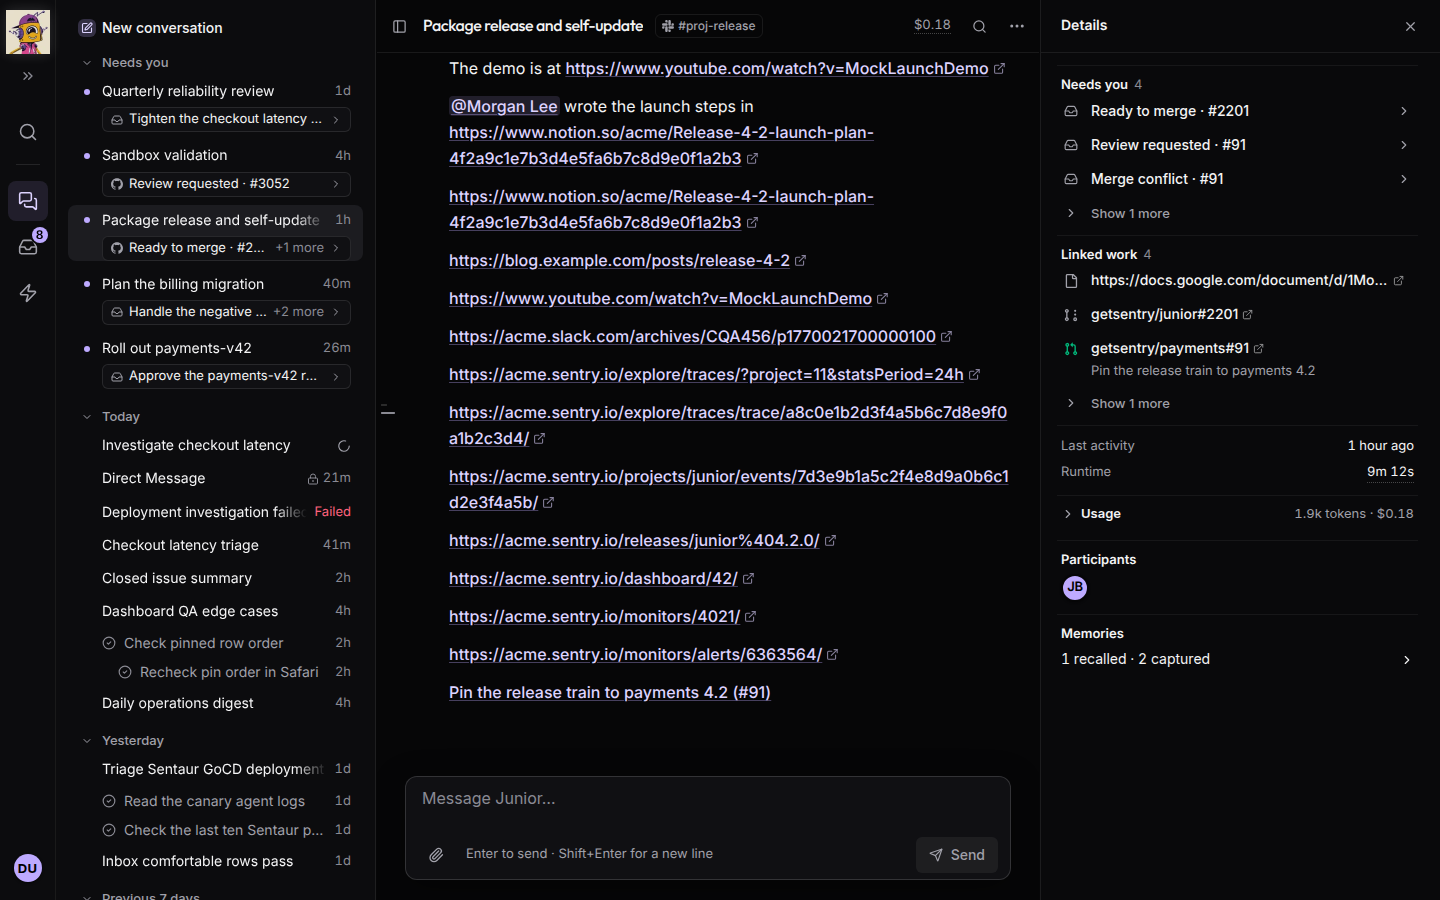 New conversation
Needs you
Quarterly reliability review 1d
Tighten the checkout latency ...
Sandbox validation 4h
Review requested · #3052
Package release and self-update 1h
Ready to merge · #2... +1 more
Plan the billing migration 40m
Handle the negative ... +2 more
Roll out payments-v42 26m
Approve the payments-v42 r...
Today
Investigate checkout latency
Direct Message 21m
Deployment investigation failed Failed
Checkout latency triage 41m
Closed issue summary 2h
Dashboard QA edge cases 4h
Check pinned row order 2h
Recheck pin order in Safari 2h
Daily operations digest 4h
Yesterday
Triage Sentaur GoCD deployment 1d
Read the canary agent logs 1d
Check the last ten Sentaur p... 1d
Inbox comfortable rows pass 1d
Previous 7 days
8
DU
Package release and self-update #proj-release $0.18
The demo is at https://www.youtube.com/watch?v=MockLaunchDemo
@Morgan Lee wrote the launch steps in
https://www.notion.so/acme/Release-4-2-launch-plan-
4f2a9c1e7b3d4e5fa6b7c8d9e0f1a2b3
https://www.notion.so/acme/Release-4-2-launch-plan-
4f2a9c1e7b3d4e5fa6b7c8d9e0f1a2b3
https://blog.example.com/posts/release-4-2
https://www.youtube.com/watch?v=MockLaunchDemo
https://acme.slack.com/archives/CQA456/p1770021700000100
https://acme.sentry.io/explore/traces/?project=11&statsPeriod=24h
https://acme.sentry.io/explore/traces/trace/a8c0e1b2d3f4a5b6c7d8e9f0
a1b2c3d4/
https://acme.sentry.io/projects/junior/events/7d3e9b1a5c2f4e8d9a0b6c1
d2e3f4a5b/
https://acme.sentry.io/releases/junior%404.2.0/
https://acme.sentry.io/dashboard/42/
https://acme.sentry.io/monitors/4021/
https://acme.sentry.io/monitors/alerts/6363564/
Pin the release train to payments 4.2 (#91)
Message Junior...
Enter to send · Shift+Enter for a new line
Send
Details
Needs you 4
Ready to merge · #2201
Review requested · #91
Merge conflict · #91
Show 1 more
Linked work 4
https://docs.google.com/document/d/1Mo...
getsentry/junior#2201
getsentry/payments#91
Pin the release train to payments 4.2
Show 1 more
Last activity 1 hour ago
Runtime 9m 12s
Usage 1.9k tokens · $0.18
Participants
JB
Memories
1 recalled · 2 captured